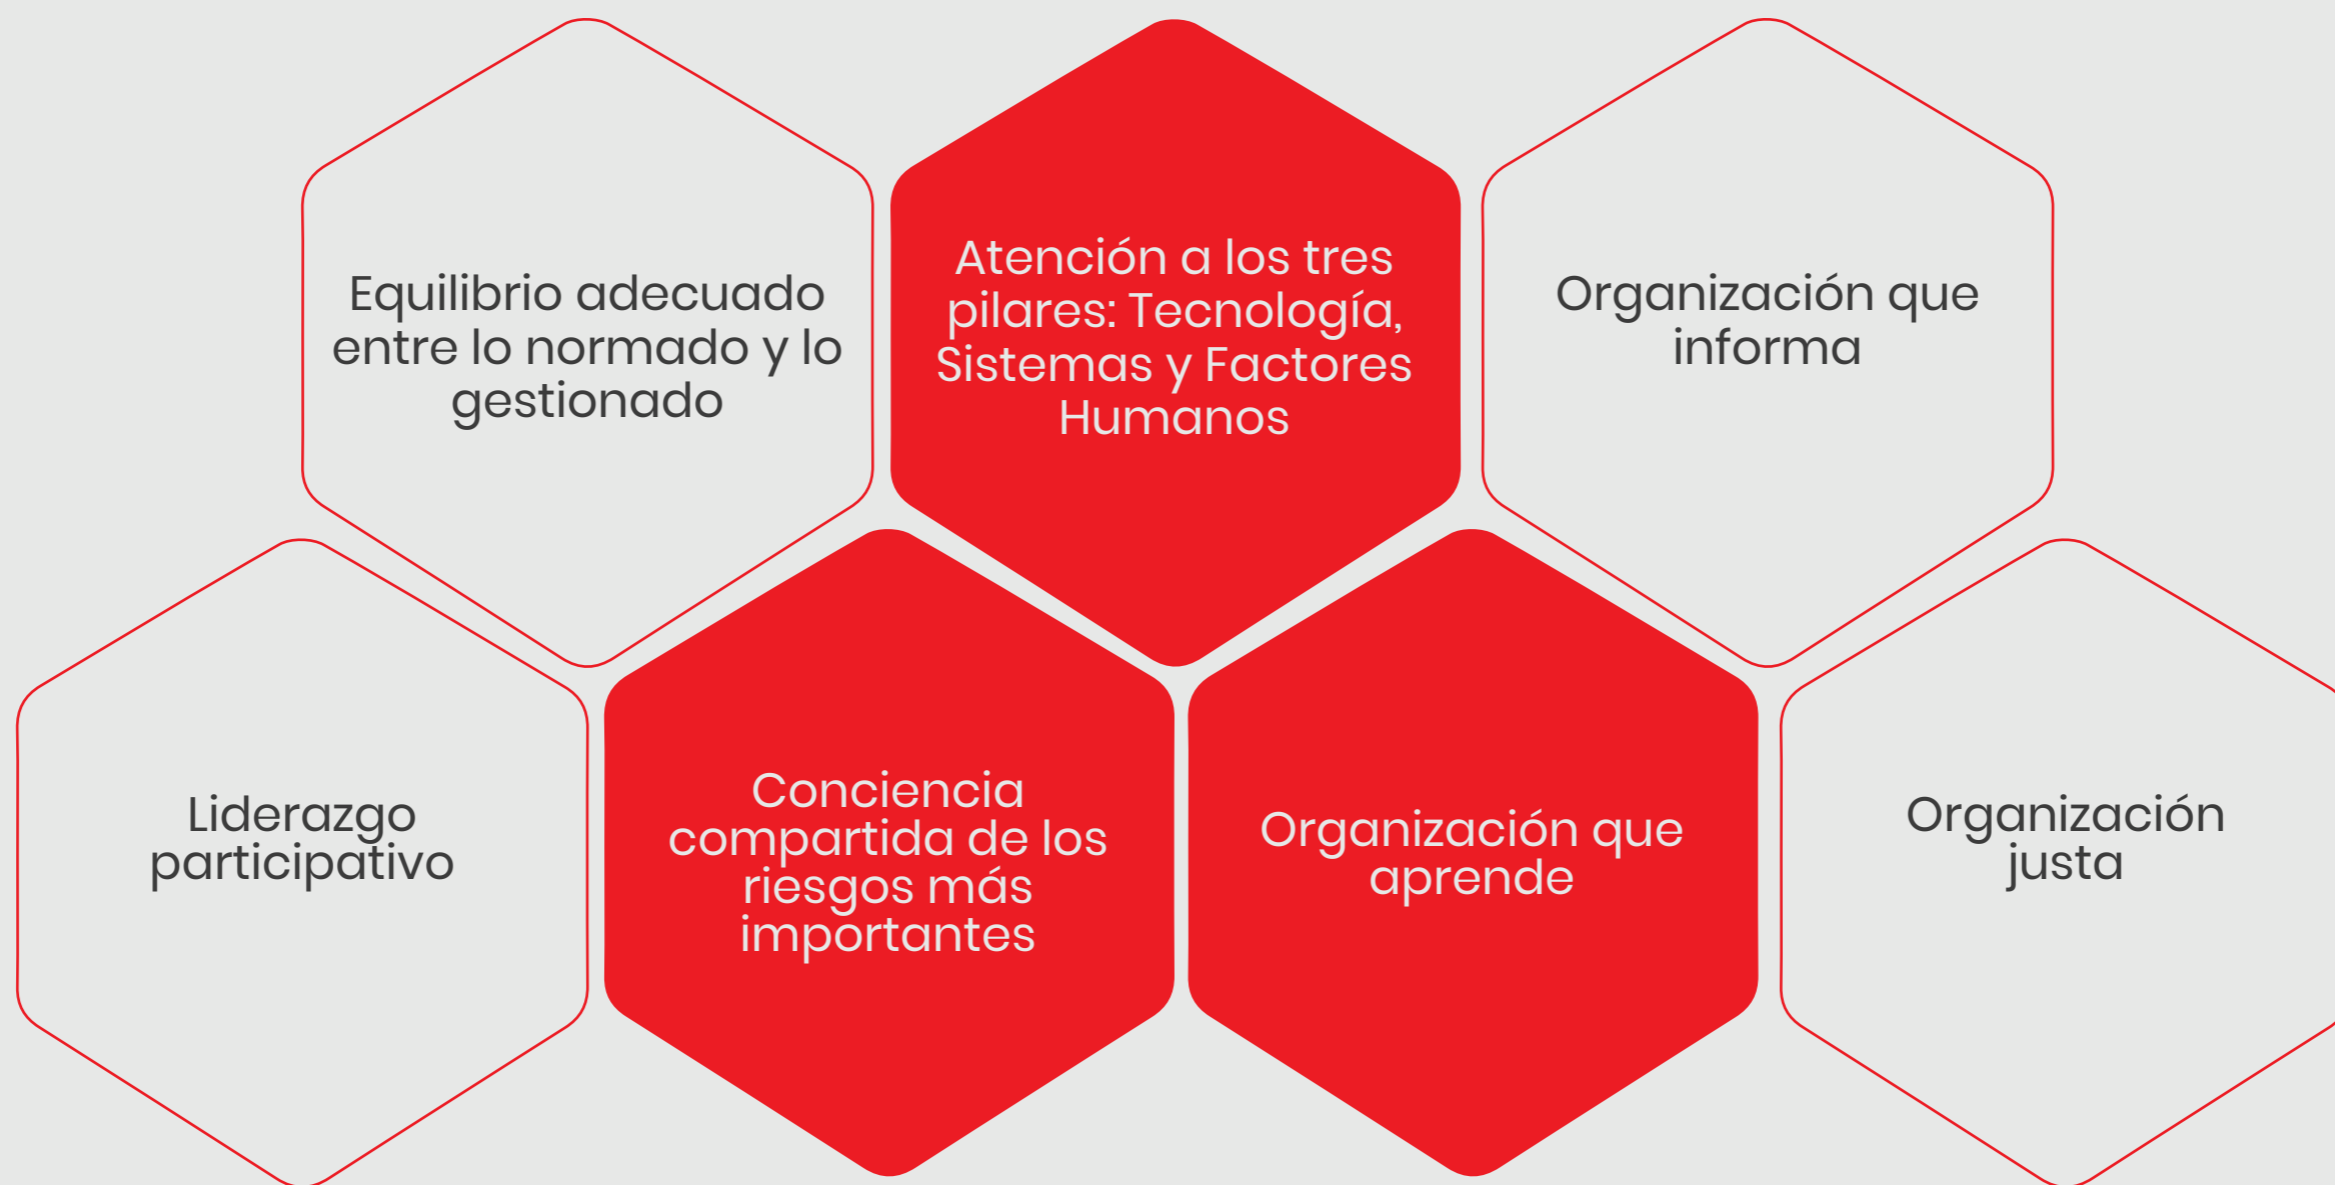 Equilibrio adecuado
entre lo normado y lo
gestionado
Atención a los tres
pilares: Tecnología,
Sistemas y Factores
Humanos
Organización que
informa
Liderazgo
participativo
Conciencia
compartida de los
riesgos más
importantes
Organización que
aprende
Organización
justa